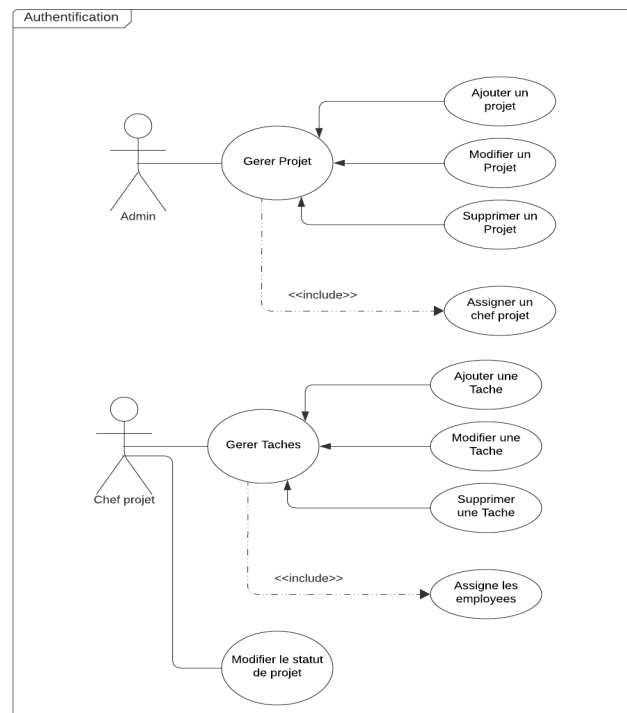 Authentification
Ajouter un
projet
Gerer Projet
Modifier un
Projet
Admin
Supprimer un
Projet
<<include>>
Assigner un
chef projet
Ajouter une
Tache
Gerer Taches
Modifier une
Tache
Chef projet
Supprimer
une Tache
<<include>>
Assigne les
employees
Modifier le statut
de projet